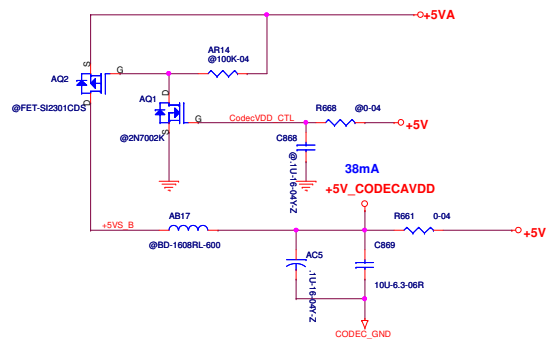 +5VA
AR14
@100K-04
S
G
AQ2
D
@FET-SI2301CDS
D
AQ1
G
S
@2N7002K
CodecVDD_CTL
R668 @0-04
+5V
C868
@.1U-16-04Y-Z
38mA
+5V_CODECAVDD
+5VS_B
AB17
@BD-1608RL-600
R661 0-04
+5V
AC5
.1U-16-04Y-Z
C869
10U-6.3-06R
CODEC_GND